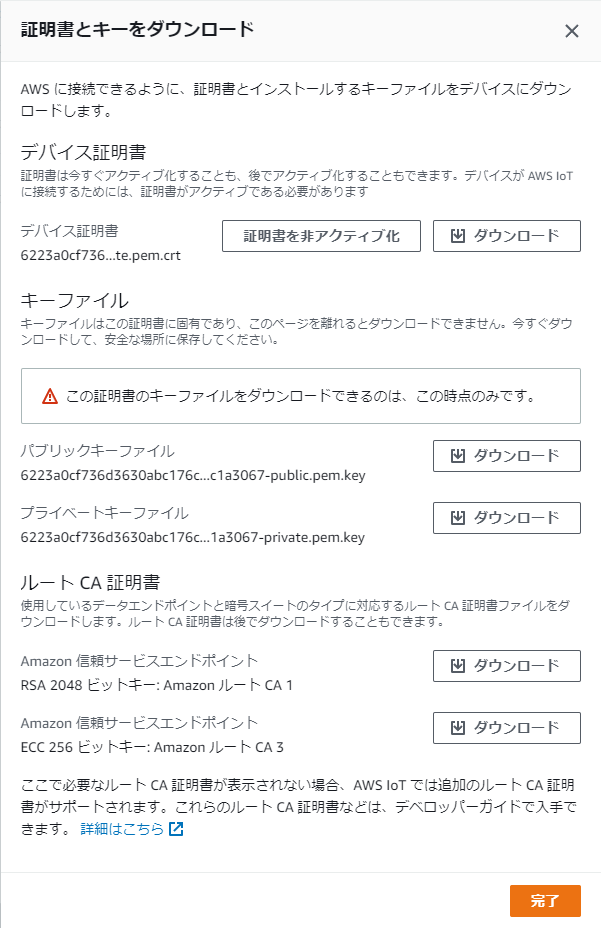 証明書とキーをダウンロード
AWS に接続できるように、証明書とインストールするキーファイルをデバイスにダウン
ロードします。
デバイス証明書
証明書は今すぐアクティブ化することも、後でアクティブ化することもできます。デバイスが AWS IoT
に接続するためには、証明書がアクティブである必要があります
デバイス証明書
6223a0cf736...te.pem.crt
証明書を非アクティブ化
ダウンロード
キーファイル
キーファイルはこの証明書に固有であり、このページを離れるとダウンロードできません。今すぐダウ
ンロードして、安全な場所に保存してください。
この証明書のキーファイルをダウンロードできるのは、この時点のみです。
パブリックキーファイル
6223a0cf736d3630abc176c...c1a3067-public.pem.key
ダウンロード
プライベートキーファイル
6223a0cf736d3630abc176c...1a3067-private.pem.key
ダウンロード
ルート CA 証明書
使用しているデータエンドポイントと暗号スイートのタイプに対応するルート CA 証明書ファイルをダ
ウンロードします。ルート CA 証明書は後でダウンロードすることもできます。
Amazon 信頼サービスエンドポイント
RSA 2048 ビットキー: Amazon ルート CA 1
ダウンロード
Amazon 信頼サービスエンドポイント
ECC 256 ビットキー: Amazon ルート CA 3
ダウンロード
ここで必要なルート CA 証明書が表示されない場合、AWS IoT では追加のルート CA 証明
書がサポートされます。これらのルート CA 証明書などは、デベロッパーガイドで入手で
きます。 詳細はこちら
完了